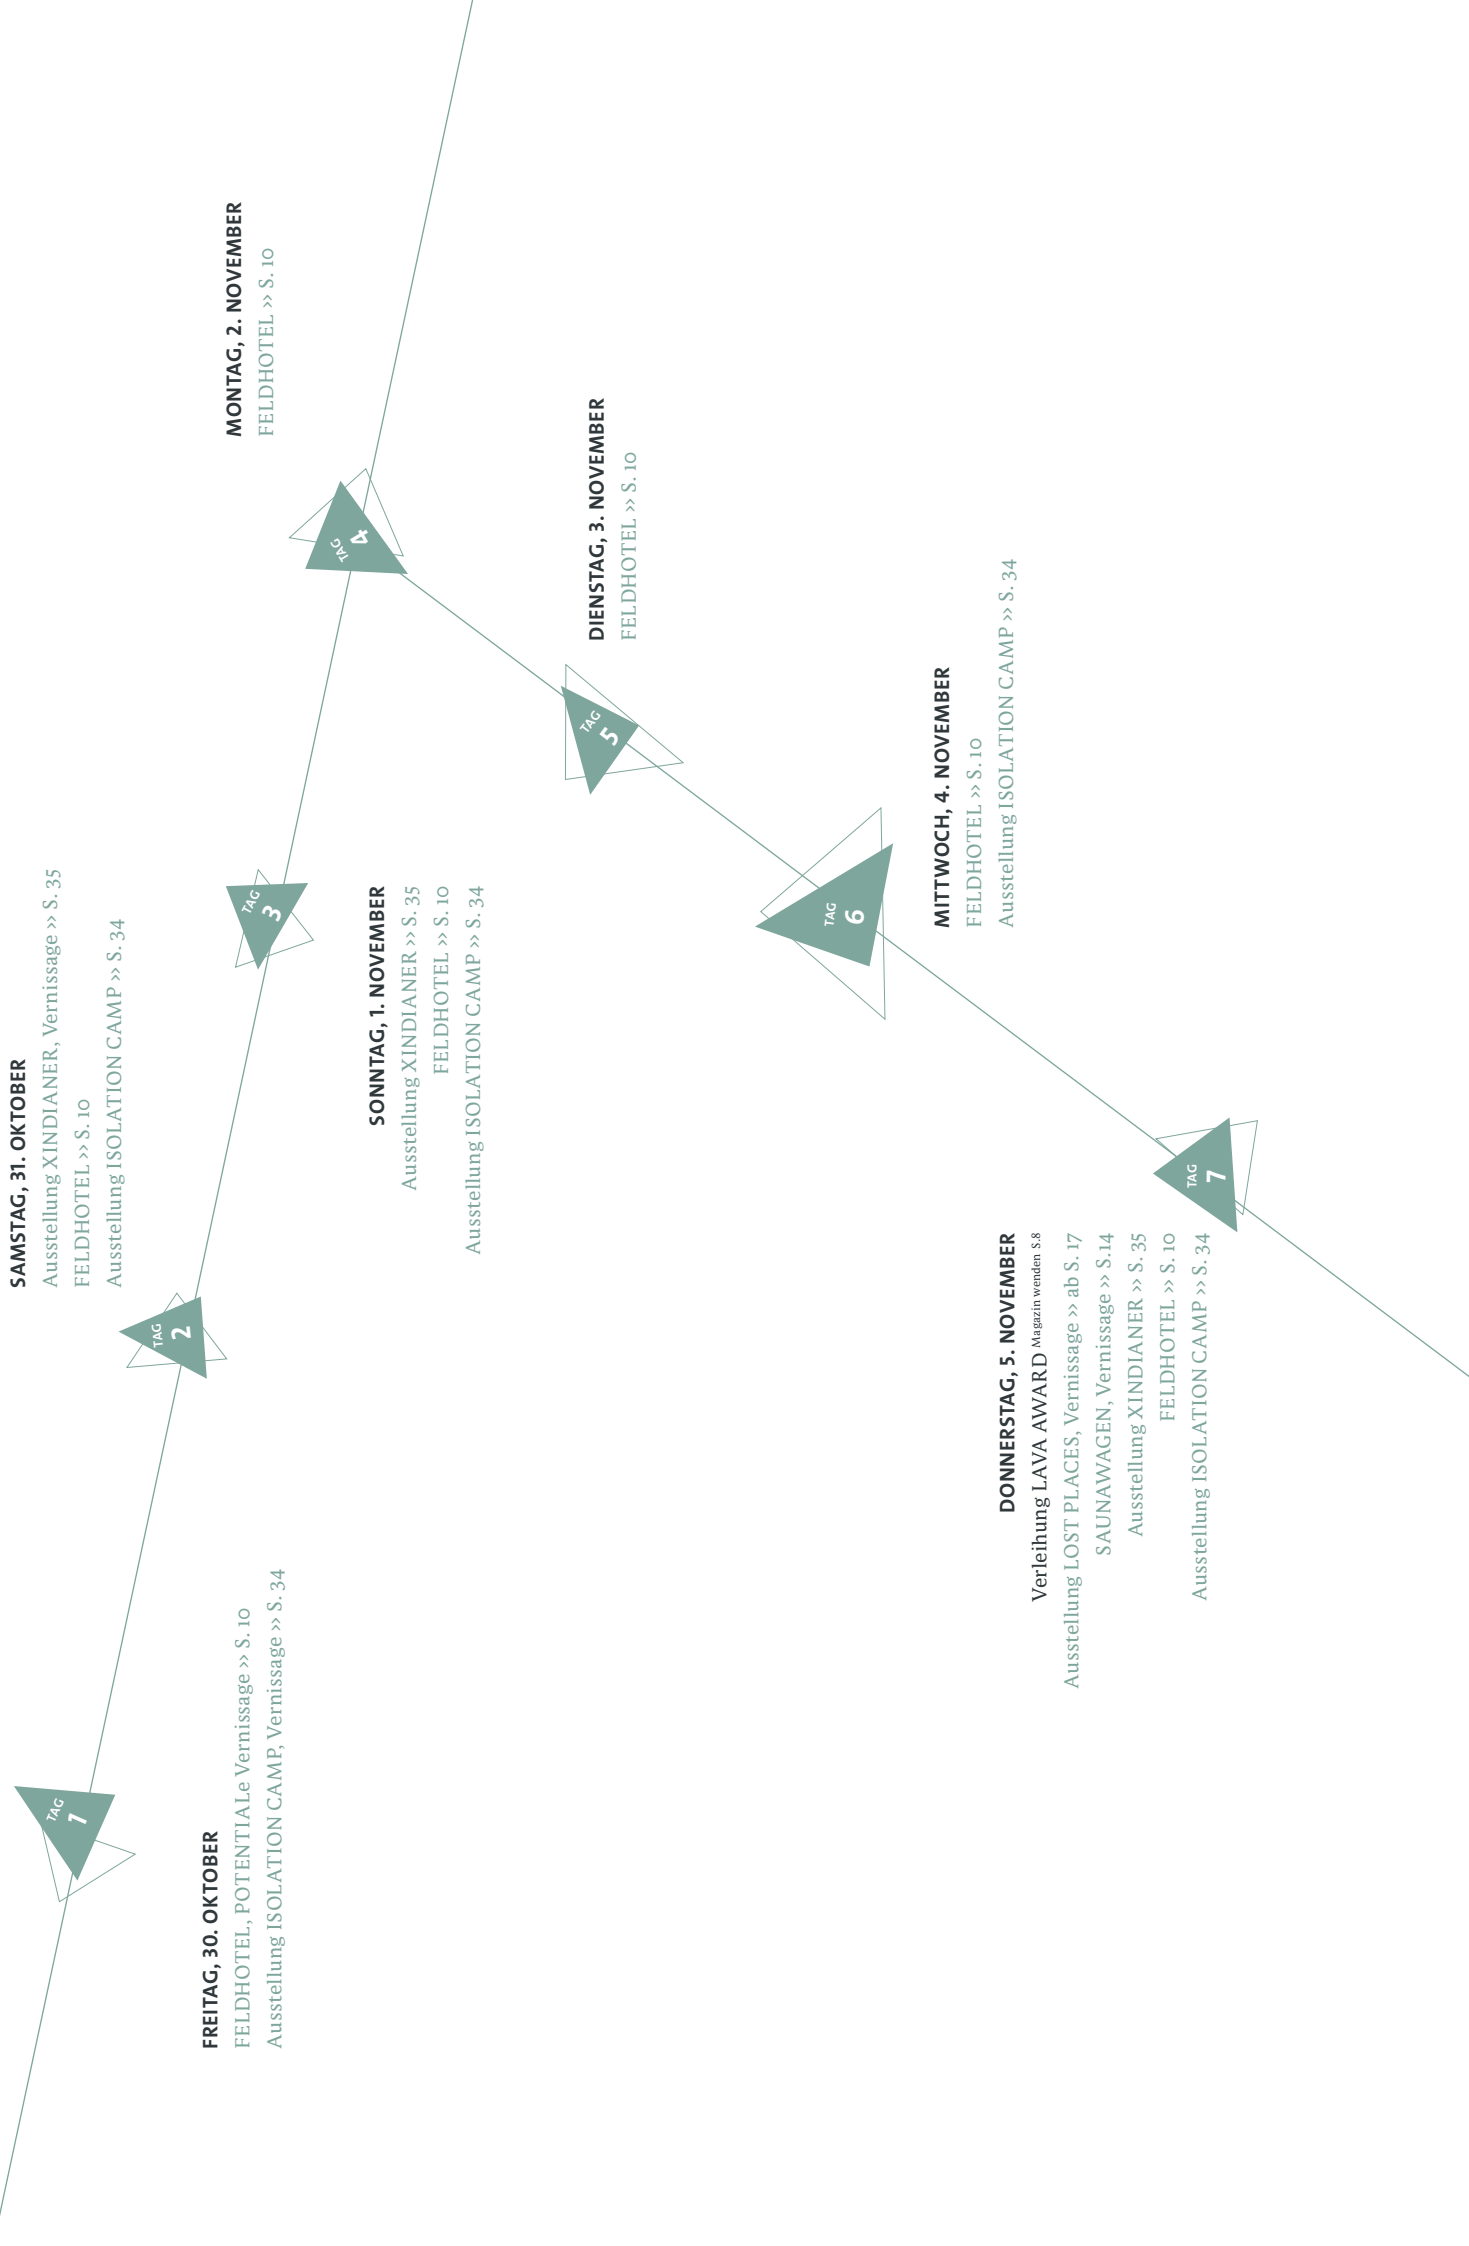 TAG
1
FREITAG, 30. OKTOBER
FELDHOTEL, POTENTIALe Vernissage >> S. 10
Ausstellung ISOLATION CAMP, Vernissage >> S. 34
TAG
2
SAMSTAG, 31. OKTOBER
Ausstellung XINDIANER, Vernissage >> S. 35
FELDHOTEL >> S. 10
Ausstellung ISOLATION CAMP >> S. 34
TAG
3
SONNTAG, 1. NOVEMBER
Ausstellung XINDIANER >> S. 35
FELDHOTEL >> S. 10
Ausstellung ISOLATION CAMP >> S. 34
TAG
4
MONTAG, 2. NOVEMBER
FELDHOTEL >> S. 10
TAG
5
DIENSTAG, 3. NOVEMBER
FELDHOTEL >> S. 10
TAG
6
MITTWOCH, 4. NOVEMBER
FELDHOTEL >> S. 10
Ausstellung ISOLATION CAMP >> S. 34
TAG
7
DONNERSTAG, 5. NOVEMBER
Verleihung LAVA AWARD Magazin wenden S.8
Ausstellung LOST PLACES, Vernissage >> ab S. 17
SAUNAWAGEN, Vernissage >> S.14
Ausstellung XINDIANER >> S. 35
FELDHOTEL >> S. 10
Ausstellung ISOLATION CAMP >> S. 34